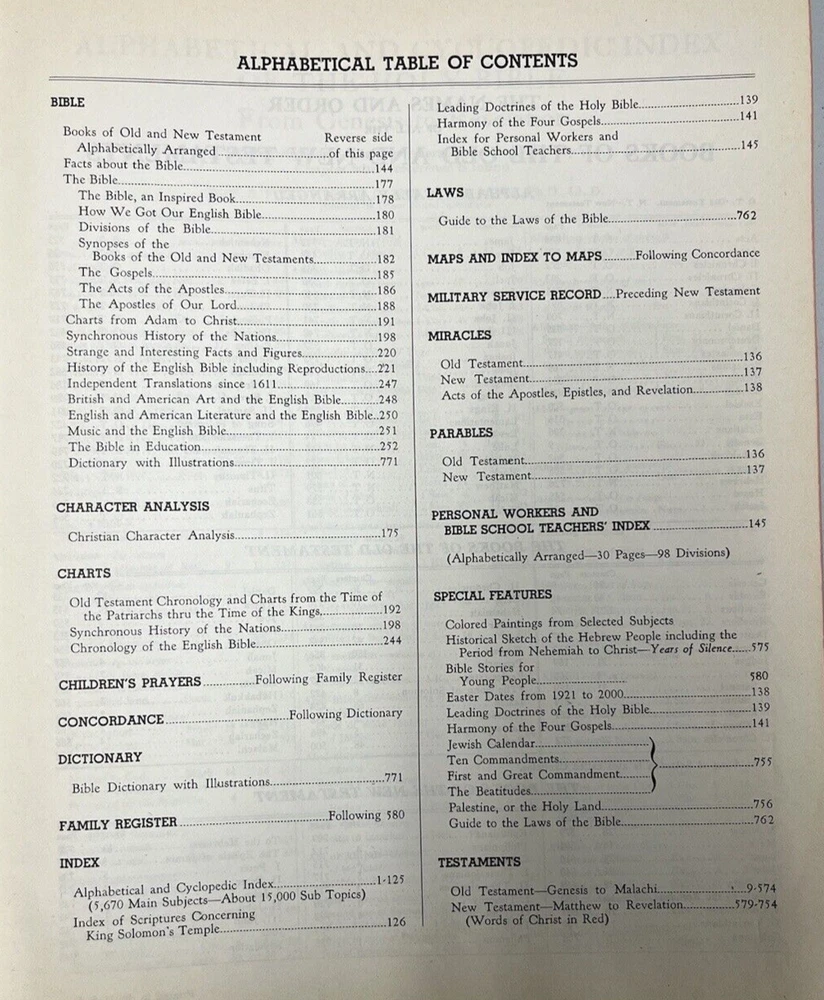 ALPHABETICAL TABLE OF CONTENTS
BIBLE
Books of Old and New Testament Reverse side
Alphabetically Arranged..............................of this page
Facts about the Bible...............................................144
The Bible..............................................................177
The Bible, an Inspired Book................................178
How We Got Our English Bible..........................180
Divisions of the Bible..........................................181
Synopses of the
Books of the Old and New Testaments..............182
The Gospels........................................................185
The Acts of the Apostles......................................186
The Apostles of Our Lord...................................188
Charts from Adam to Christ....................................191
Synchronous History of the Nations.........................198
Strange and Interesting Facts and Figures..................220
History of the English Bible including Reproductions....221
Independent Translations since 1611.........................247
British and American Art and the English Bible.........248
English and American Literature and the English Bible..250
Music and the English Bible....................................251
The Bible in Education............................................252
Dictionary with Illustrations....................................771
CHARACTER ANALYSIS
Christian Character Analysis....................................175
CHARTS
Old Testament Chronology and Charts from the Time of
the Patriarchs thru the Time of the Kings................192
Synchronous History of the Nations.........................198
Chronology of the English Bible..............................244
CHILDREN'S PRAYERS.............Following Family Register
CONCORDANCE...............................Following Dictionary
DICTIONARY
Bible Dictionary with Illustrations............................771
FAMILY REGISTER.....................................Following 580
INDEX
Alphabetical and Cyclopedic Index........................1-125
(5,670 Main Subjects—About 15,000 Sub Topics)
Index of Scriptures Concerning
King Solomon's Temple.........................................126
Leading Doctrines of the Holy Bible.........................139
Harmony of the Four Gospels...................................141
Index for Personal Workers and
Bible School Teachers..........................................145
LAWS
Guide to the Laws of the Bible................................762
MAPS AND INDEX TO MAPS.........Following Concordance
MILITARY SERVICE RECORD....Preceding New Testament
MIRACLES
Old Testament......................................................136
New Testament.....................................................137
Acts of the Apostles, Epistles, and Revelation............138
PARABLES
Old Testament......................................................136
New Testament.....................................................137
PERSONAL WORKERS AND
BIBLE SCHOOL TEACHERS' INDEX........................145
(Alphabetically Arranged—30 Pages—98 Divisions)
SPECIAL FEATURES
Colored Paintings from Selected Subjects
Historical Sketch of the Hebrew People including the
Period from Nehemiah to Christ—Years of Silence......575
Bible Stories for
Young People........................ 580
Easter Dates from 1921 to 2000................................138
Leading Doctrines of the Holy Bible.........................139
Harmony of the Four Gospels...................................141
Jewish Calendar............................
Ten Commandments.......................
First and Great Commandment.........} .......................755
The Beatitudes..............................
Palestine, or the Holy Land.....................................756
Guide to the Laws of the Bible................................762
TESTAMENTS
Old Testament—Genesis to Malachi.....................9-574
New Testament—Matthew to Revelation.............579-754
(Words of Christ in Red)